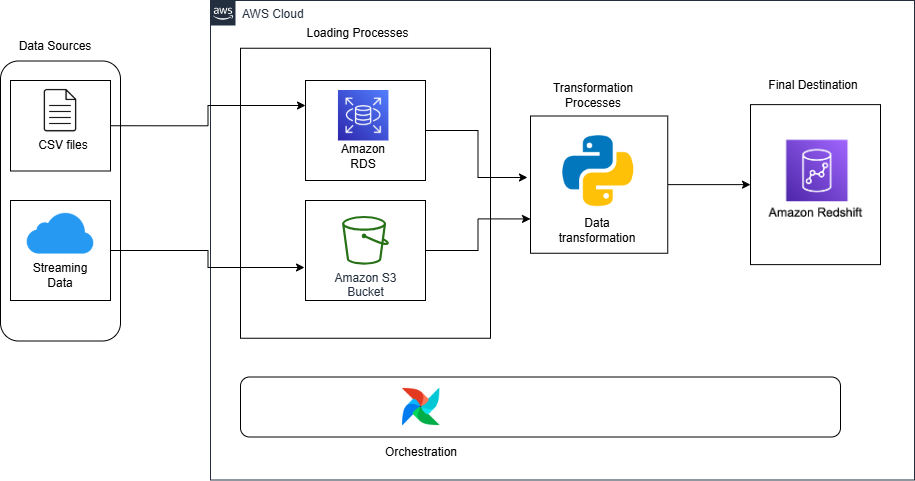 aws
AWS Cloud
Loading Processes
Data Sources
CSV files
Streaming
Data
Amazon
RDS
Amazon S3
Bucket
Transformation
Processes
Data
transformation
Final Destination
Amazon Redshift
Orchestration